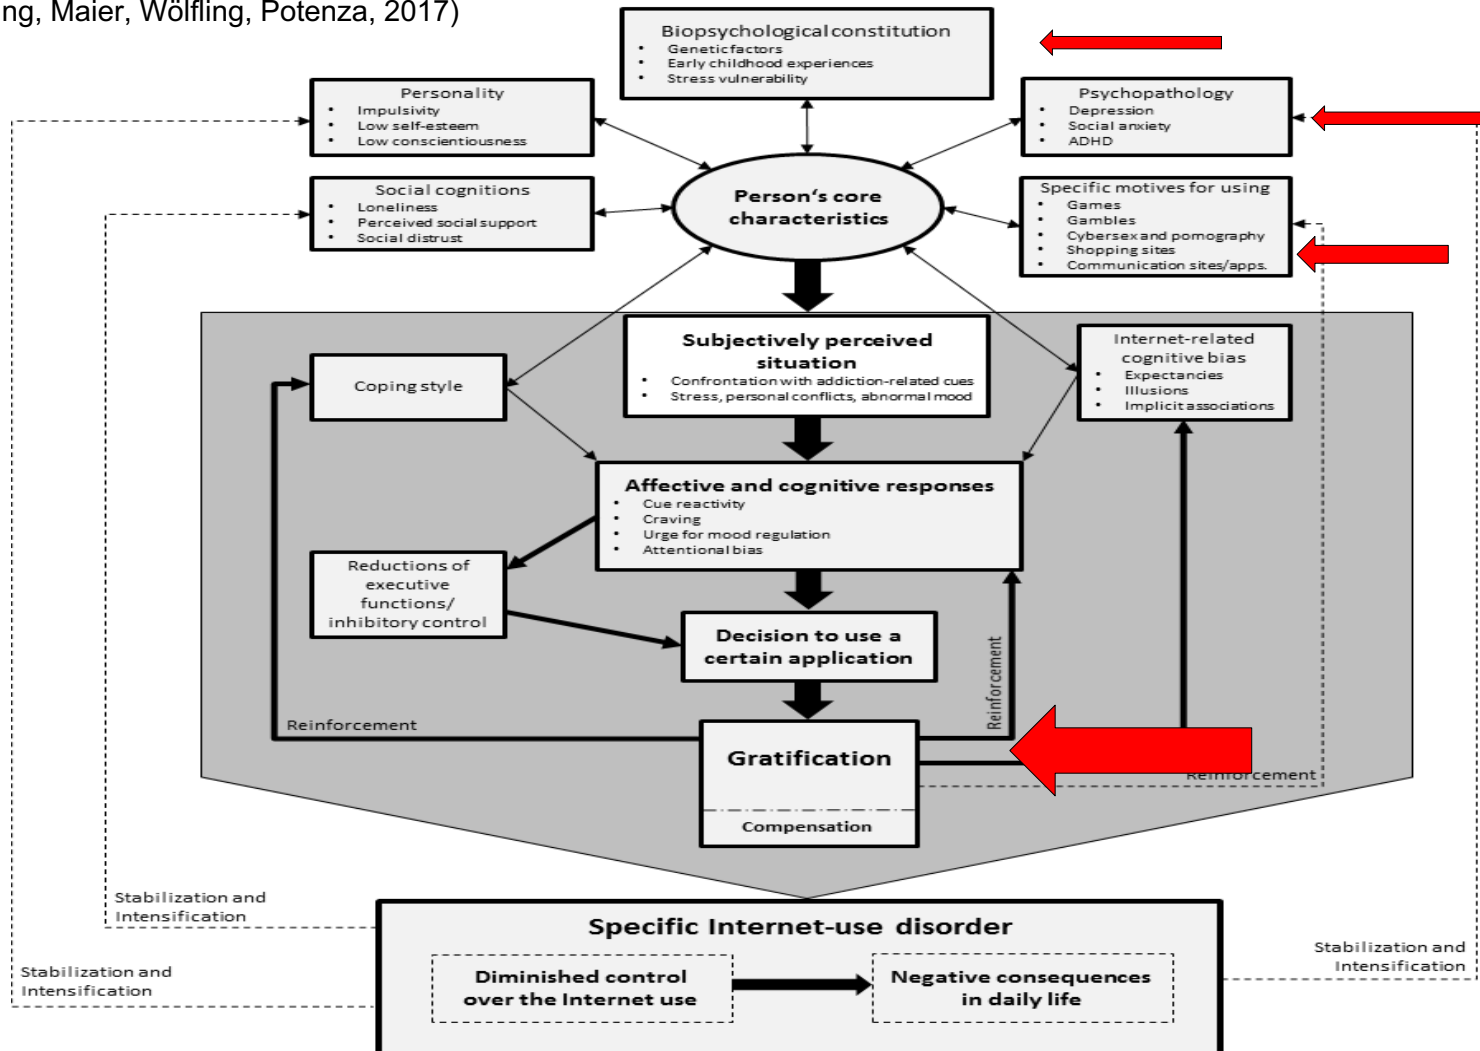 ng, Maier, Wölfling, Potenza, 2017)
Biopsychological constitution
• Genetic factors
• Early childhood experiences
• Stress vulnerability
Personality
• Impulsivity
• Low self-esteem
• Low conscientiousness
Psychopathology
• Depression
• Social anxiety
• ADHD
Social cognitions
• Loneliness
• Perceived social support
• Social distrust
Person‘s core
characteristics
Specific motives for using
• Games
• Gambles
• Cybersex and pornography
• Shopping sites
• Communication sites/apps.
Subjectively perceived
situation
• Confrontation with addiction-related cues
• Stress, personal conflicts, abnormal mood
Coping style
Internet-related
cognitive bias
• Expectancies
• Illusions
• Implicit associations
Affective and cognitive responses
• Cue reactivity
• Craving
• Urge for mood regulation
• Attentional bias
Reductions of
executive
functions/
inhibitory control
Decision to use a
certain application
Reinforcement
Reinforcement
Gratification
Reinforcement
Compensation
Stabilization and
Intensification
Stabilization and
Intensification
Specific Internet-use disorder
Diminished control
over the Internet use
Negative consequences
in daily life
Stabilization and
Intensification